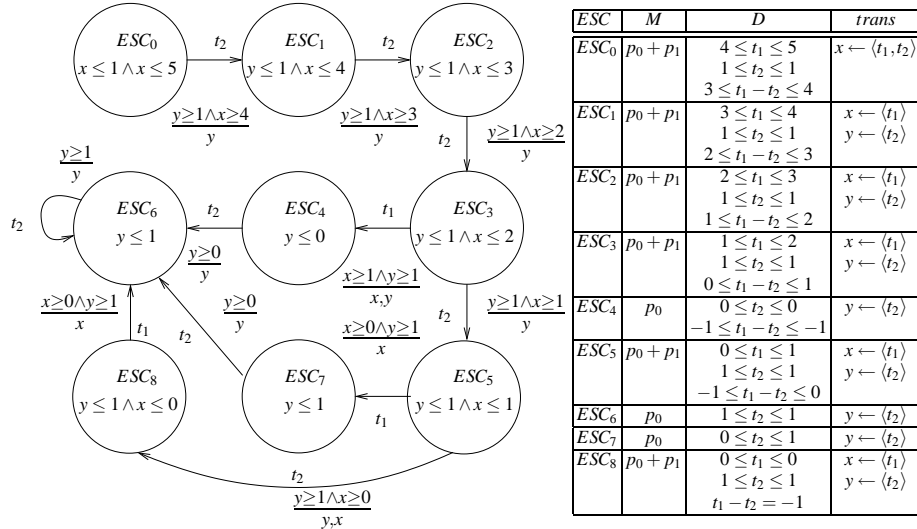 ESC₀
x ≤ 1 ∧ x ≤ 5
t₂
y≥1∧x≥4
y
ESC₁
y ≤ 1 ∧ x ≤ 4
t₂
y≥1∧x≥3
y
ESC₂
y ≤ 1 ∧ x ≤ 3
t₂
y≥1∧x≥2
y
y≥1
y
t₂
ESC₆
y ≤ 1
t₂
y≥0
y
ESC₄
y ≤ 0
t₁
x≥1∧y≥1
x,y
ESC₃
y ≤ 1 ∧ x ≤ 2
t₂
y≥1∧x≥1
y
x≥0∧y≥1
x
t₁
t₂
y≥0
y
x≥0∧y≥1
x
t₁
ESC₈
y ≤ 1 ∧ x ≤ 0
ESC₇
y ≤ 1
ESC₅
y ≤ 1 ∧ x ≤ 1
t₂
y≥1∧x≥0
y,x
ESC M D trans
ESC₀ p₀ + p₁ 4 ≤ t₁ ≤ 5 x ← ⟨t₁,t₂⟩
1 ≤ t₂ ≤ 1
3 ≤ t₁ − t₂ ≤ 4
ESC₁ p₀ + p₁ 3 ≤ t₁ ≤ 4 x ← ⟨t₁⟩
1 ≤ t₂ ≤ 1 y ← ⟨t₂⟩
2 ≤ t₁ − t₂ ≤ 3
ESC₂ p₀ + p₁ 2 ≤ t₁ ≤ 3 x ← ⟨t₁⟩
1 ≤ t₂ ≤ 1 y ← ⟨t₂⟩
1 ≤ t₁ − t₂ ≤ 2
ESC₃ p₀ + p₁ 1 ≤ t₁ ≤ 2 x ← ⟨t₁⟩
1 ≤ t₂ ≤ 1 y ← ⟨t₂⟩
0 ≤ t₁ − t₂ ≤ 1
ESC₄ p₀ 0 ≤ t₂ ≤ 0 y ← ⟨t₂⟩
−1 ≤ t₁ − t₂ ≤ −1
ESC₅ p₀ + p₁ 0 ≤ t₁ ≤ 1 x ← ⟨t₁⟩
1 ≤ t₂ ≤ 1 y ← ⟨t₂⟩
−1 ≤ t₁ − t₂ ≤ 0
ESC₆ p₀ 1 ≤ t₂ ≤ 1 y ← ⟨t₂⟩
ESC₇ p₀ 0 ≤ t₂ ≤ 1 y ← ⟨t₂⟩
ESC₈ p₀ + p₁ 0 ≤ t₁ ≤ 0 x ← ⟨t₁⟩
1 ≤ t₂ ≤ 1 y ← ⟨t₂⟩
t₁ − t₂ = −1